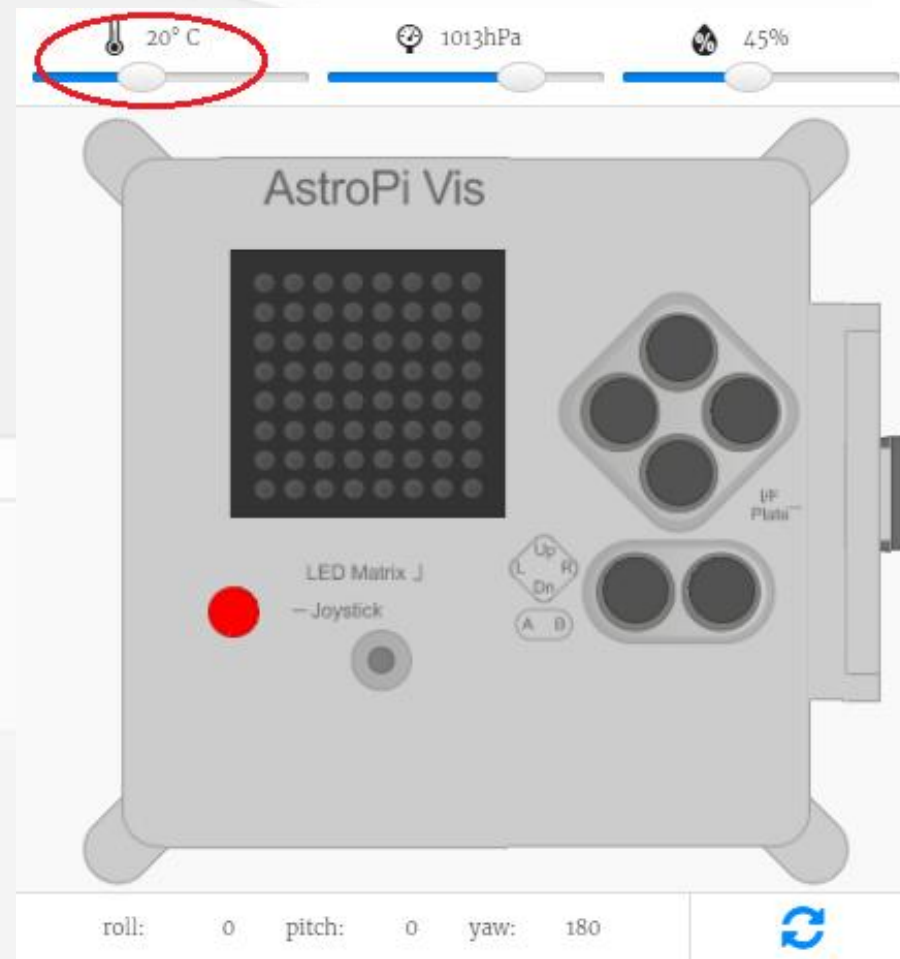 20° C 1013hPa 45%
AstroPi Vis
I/F
Plate
LED Matrix
Joystick
Up
L R
Dn
A B
roll: 0 pitch: 0 yaw: 180